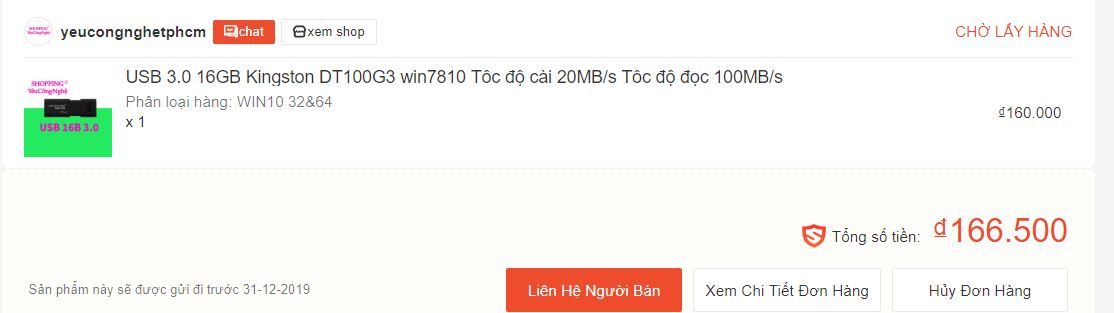 yeucongnghetphcm chat xem shop CHỜ LẤY HÀNG
USB 3.0 16GB Kingston DT100G3 win7810 Tôc độ cài 20MB/s Tôc độ đọc 100MB/s
Phân loại hàng: WIN10 32&64
x 1
₫160.000
SHOPPING
YêuCôngNghệ
USB 16B 3.0
Tổng số tiền: ₫166.500
Sản phẩm này sẽ được gửi đi trước 31-12-2019
Liên Hệ Người Bán
Xem Chi Tiết Đơn Hàng
Hủy Đơn Hàng